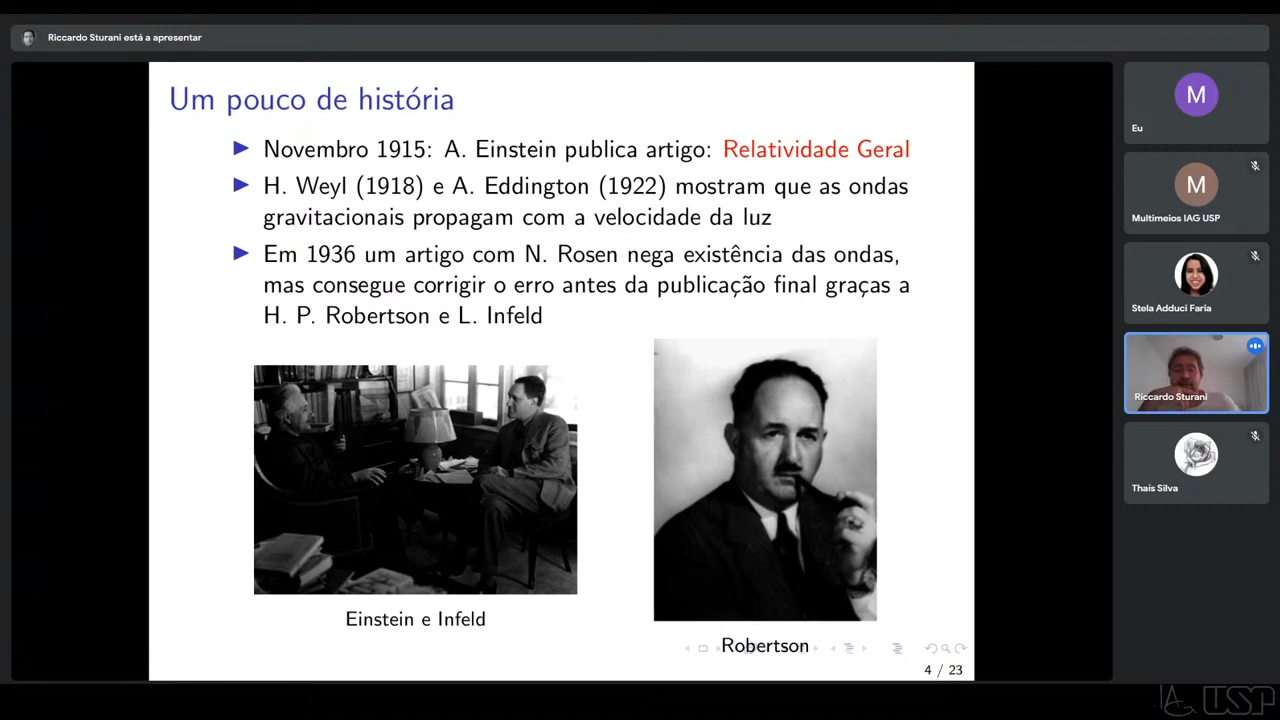 Riccardo Sturani está a apresentar
Um pouco de história
Novembro 1915: A. Einstein publica artigo: Relatividade Geral
H. Weyl (1918) e A. Eddington (1922) mostram que as ondas
gravitacionais propagam com a velocidade da luz
Em 1936 um artigo com N. Rosen nega existência das ondas,
mas consegue corrigir o erro antes da publicação final graças a
H. P. Robertson e L. Infeld
Einstein e Infeld
Robertson
4 / 23
M
Eu
M
Multimeios IAG USP
Stela Adduci Faria
Riccardo Sturani
Thaís Silva
USP